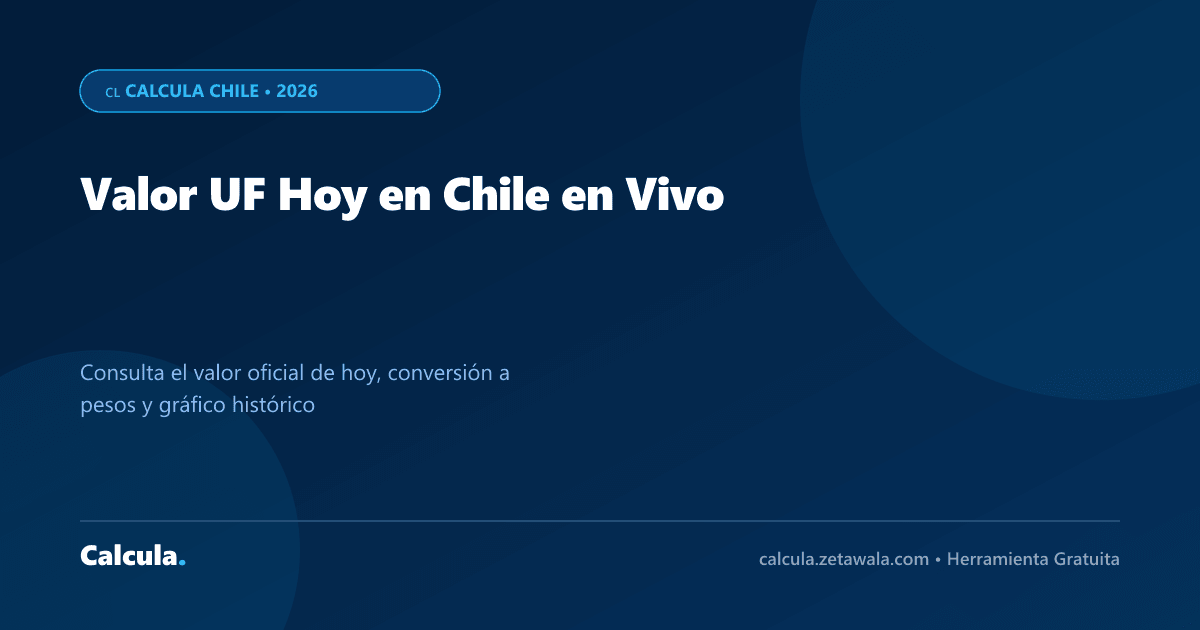 CL CALCULA CHILE • 2026
Valor UF Hoy en Chile en Vivo
Consulta el valor oficial de hoy, conversión a
pesos y gráfico histórico
Calcula.
calcula.zetawala.com • Herramienta Gratuita